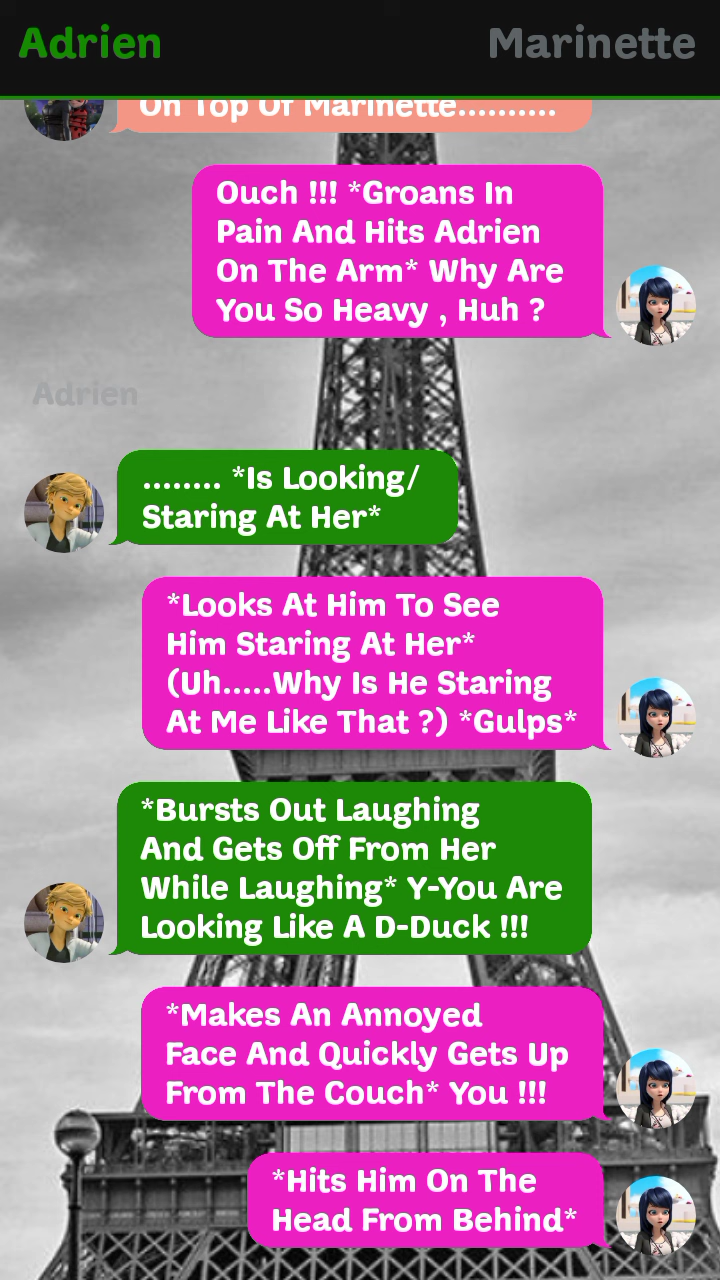 Adrien
Marinette
On Top Of Marinette..........
Ouch !!! *Groans In
Pain And Hits Adrien
On The Arm* Why Are
You So Heavy , Huh ?
Adrien
........ *Is Looking/
Staring At Her*
*Looks At Him To See
Him Staring At Her*
(Uh.....Why Is He Staring
At Me Like That ?) *Gulps*
*Bursts Out Laughing
And Gets Off From Her
While Laughing* Y-You Are
Looking Like A D-Duck !!!
*Makes An Annoyed
Face And Quickly Gets Up
From The Couch* You !!!
*Hits Him On The
Head From Behind*